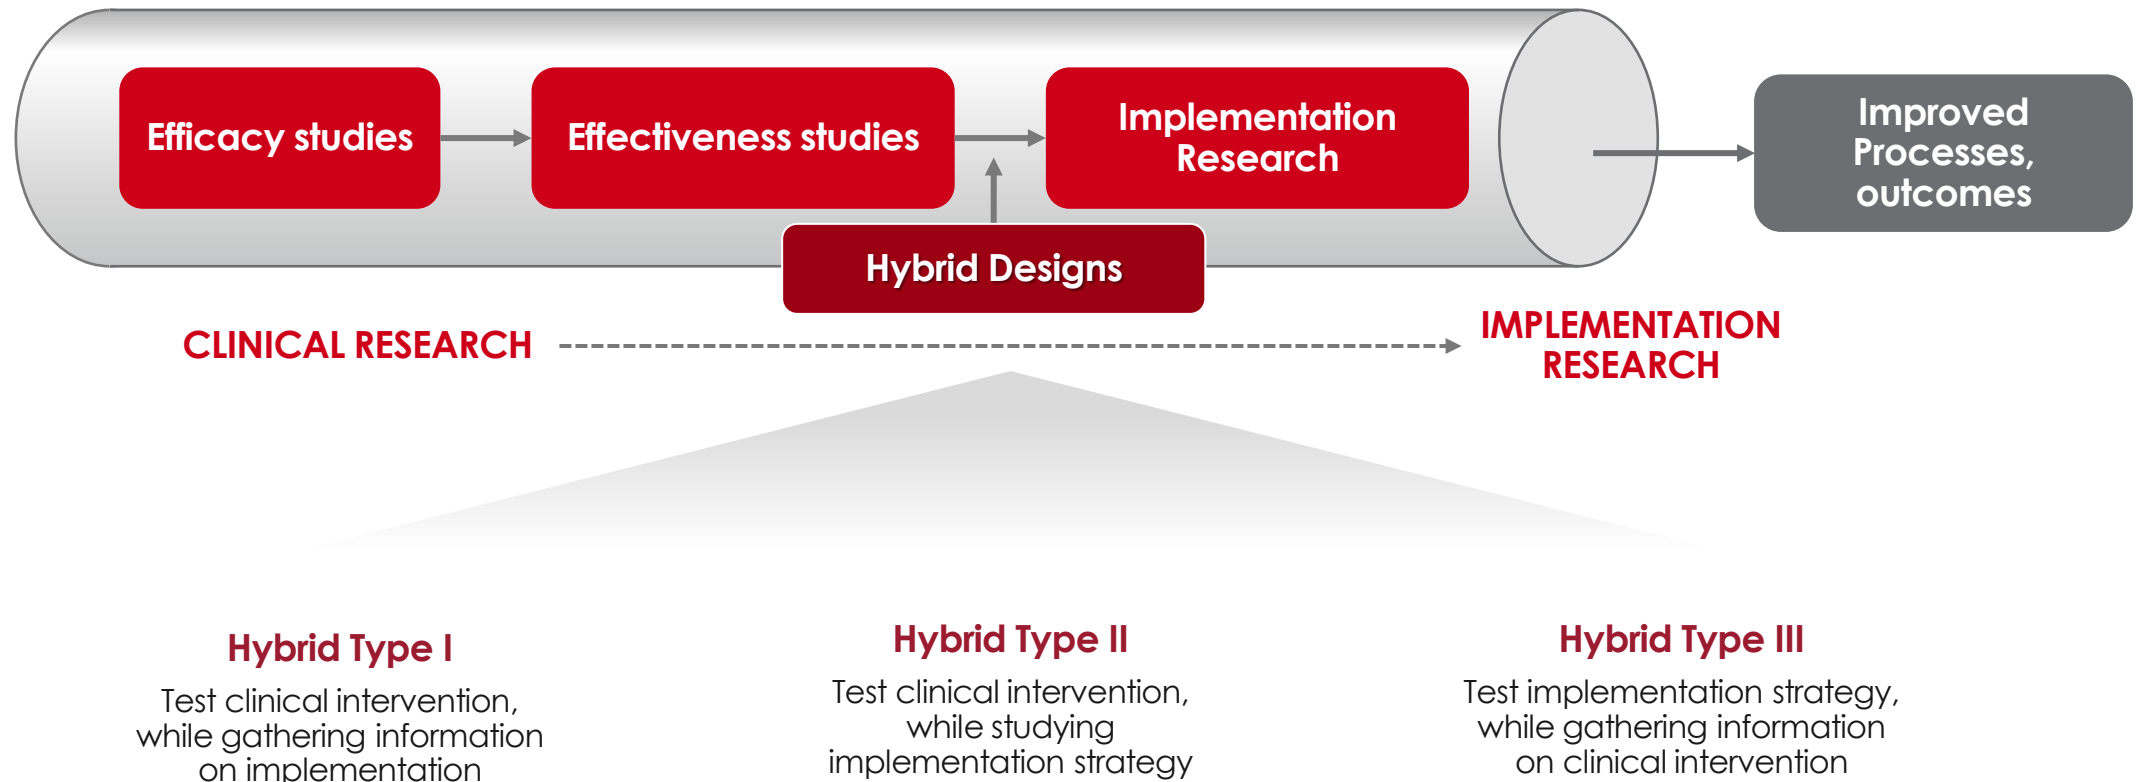 Efficacy studies
Effectiveness studies
Implementation
Research
Improved
Processes,
outcomes
Hybrid Designs
CLINICAL RESEARCH
IMPLEMENTATION
RESEARCH
Hybrid Type I
Test clinical intervention,
while gathering information
on implementation
Hybrid Type II
Test clinical intervention,
while studying
implementation strategy
Hybrid Type III
Test implementation strategy,
while gathering information
on clinical intervention